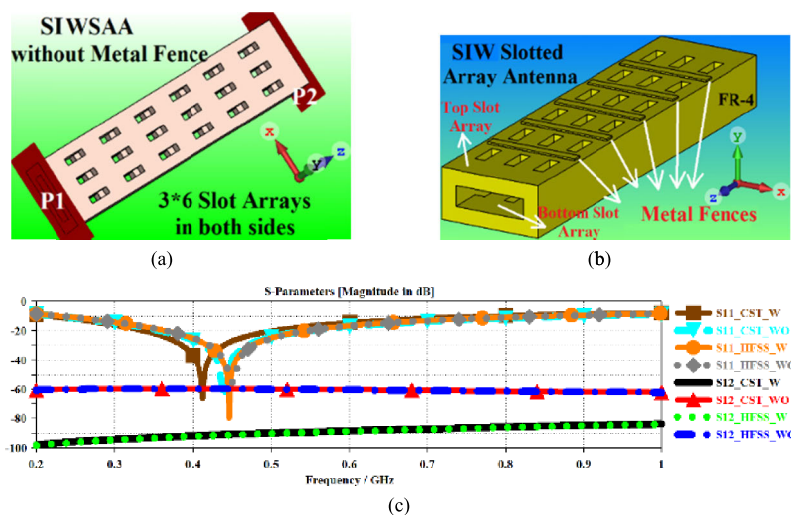 SIWSAA
without Metal Fence
P2
x
y
z
P1
3*6 Slot Arrays
in both sides
(a)
SIW Slotted
Array Antenna
FR-4
Top Slot
Array
y
z
x
Bottom Slot
Array
Metal Fences
(b)
S-Parameters [Magnitude in dB]
0
-20
-40
-60
-80
-100
0.2
0.3
0.4
0.5
0.6
0.7
0.8
0.9
1
Frequency / GHz
S11_CST_W
S11_CST_WO
S11_HFSS_W
S11_HFSS_WO
S12_CST_W
S12_CST_WO
S12_HFSS_W
S12_HFSS_WO
(c)